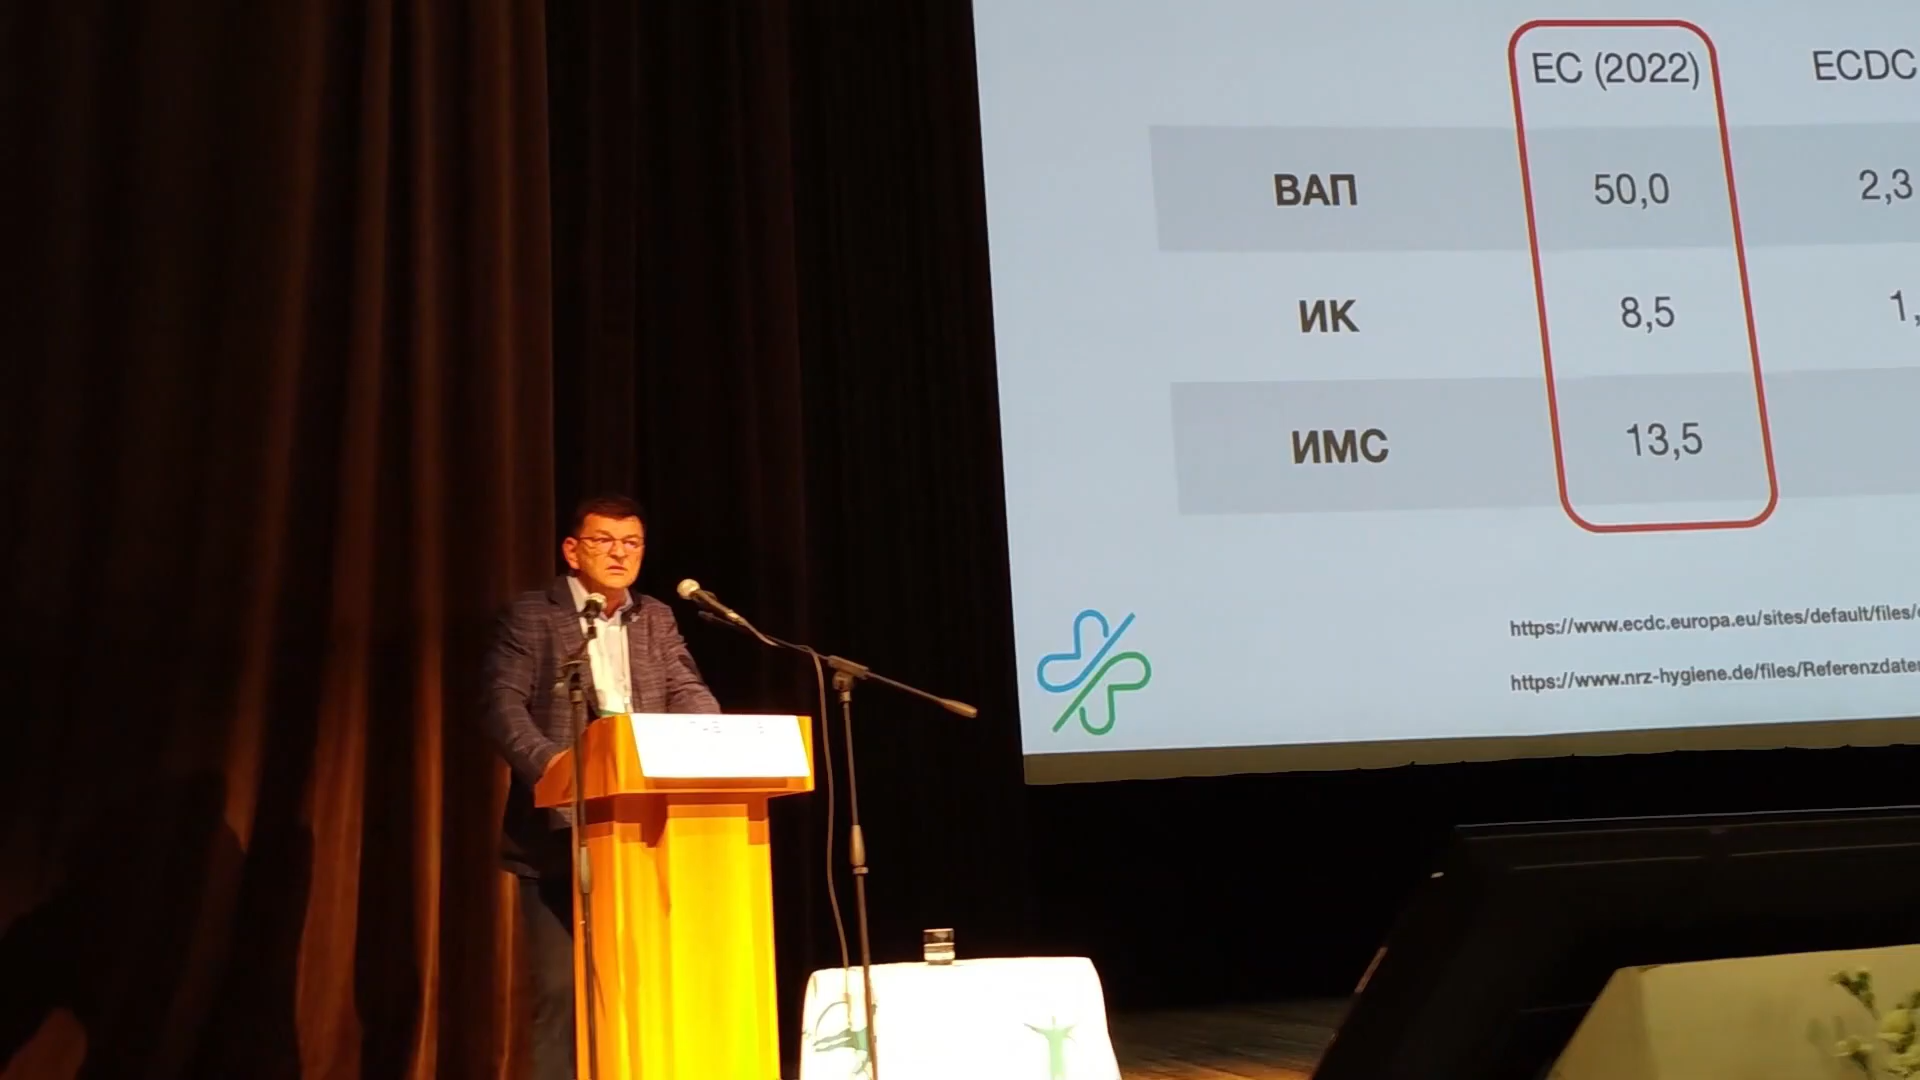 ЕС (2022) ECDC
ВАП 50,0 2,3
ИК 8,5 1,
ИМС 13,5
https://www.ecdc.europa.eu/sites/default/files/
https://www.nrz-hygiene.de/files/Referenzdaten